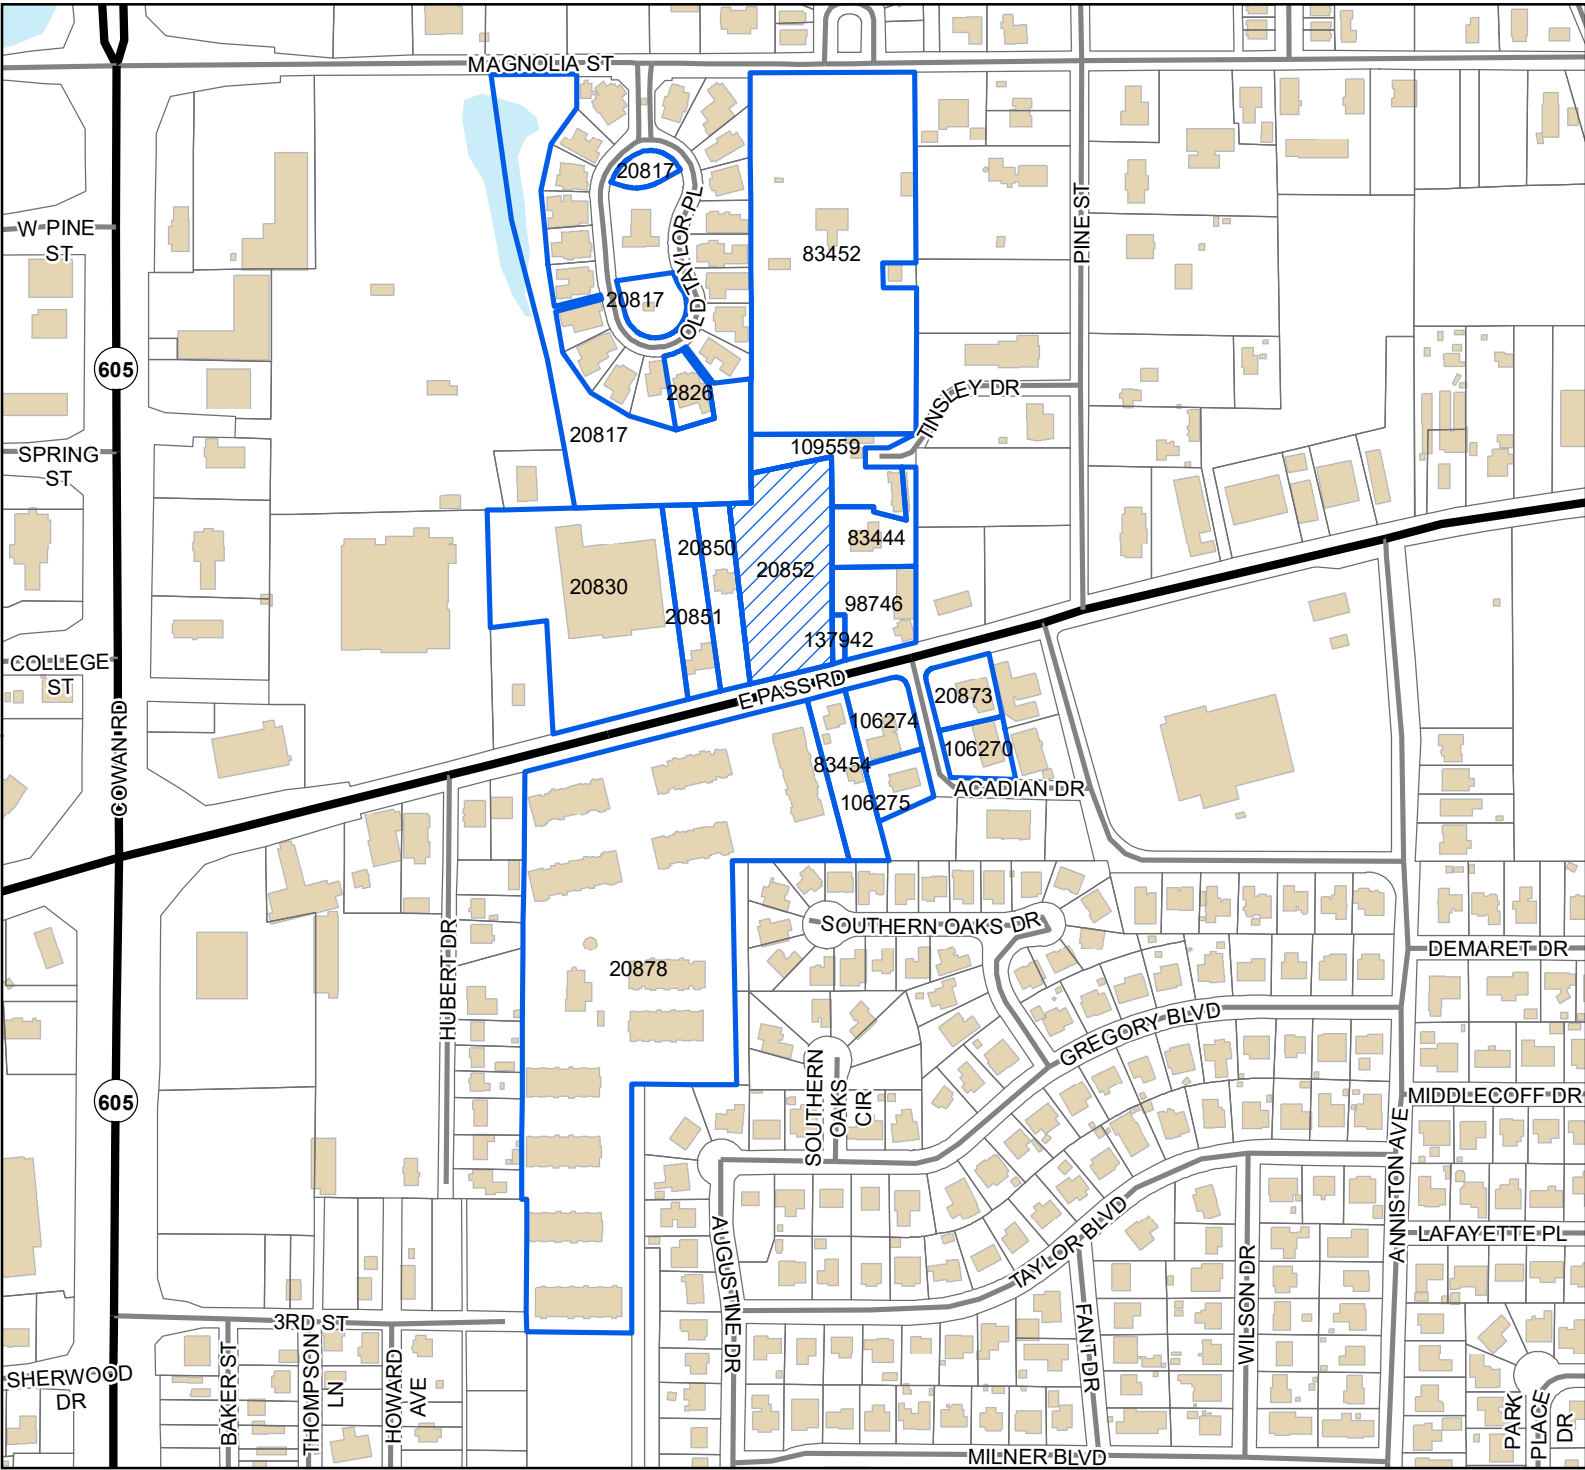 MAGNOLIA ST
20817
OLD TAYLOR PL
W PINE
ST
83452
PINE ST
20817
605
TINSLEY DR
2826
20817
109559
SPRING
ST
83444
20850
20852
20830
98746
20851
137942
COLLEGE
ST
E PASS RD
20873
COWAN RD
106274
106270
83454
ACADIAN DR
106275
SOUTHERN OAKS DR
DEMARET DR
HUBERT DR
20878
GREGORY BLVD
SOUTHERN
OAKS
CIR
605
MIDDLECOFF DR
ANNISTON AVE
TAYLOR BLVD
LAFAYETTE PL
AUGUSTINE DR
WILSON DR
FANT DR
3RD ST
SHERWOOD
DR
BAKER ST
THOMPSON
LN
HOWARD
AVE
PARK
PLACE
DR
MILNER BLVD